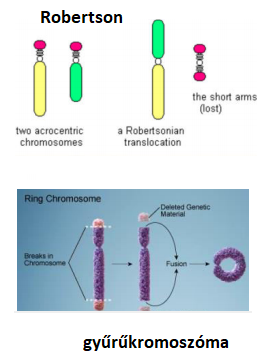 Robertson
two acrocentric
chromosomes
a Robertsonian
translocation
the short arms
(lost)
Ring Chromosome
Deleted Genetic
Material
Breaks in
Chromosome
Fusion
gyűrűkromoszóma